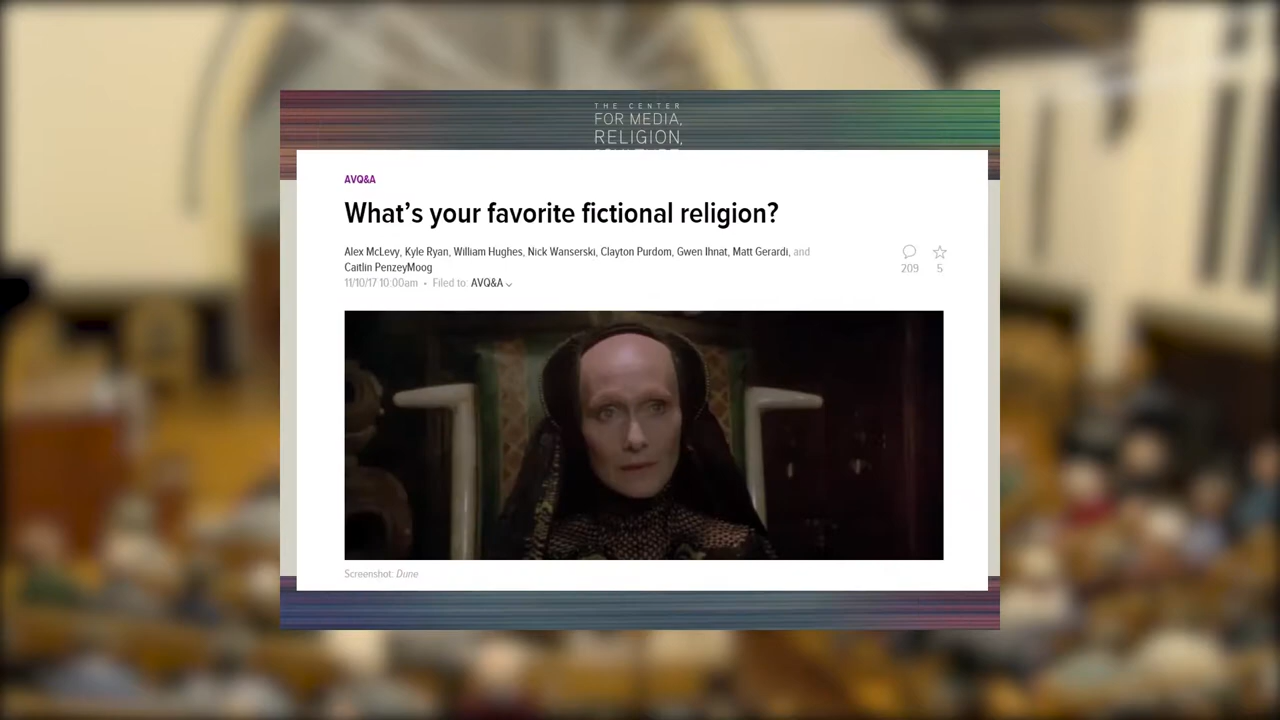 THE CENTER
FOR MEDIA,
RELIGION,
AVQ&A
What's your favorite fictional religion?
Alex McLevy, Kyle Ryan, William Hughes, Nick Wanserski, Clayton Purdom, Gwen Ihnat, Matt Gerardi, and
Caitlin PenzeyMoog
11/10/17 10:00am • Filed to AVQ&A
209 5
Screenshot: Dune